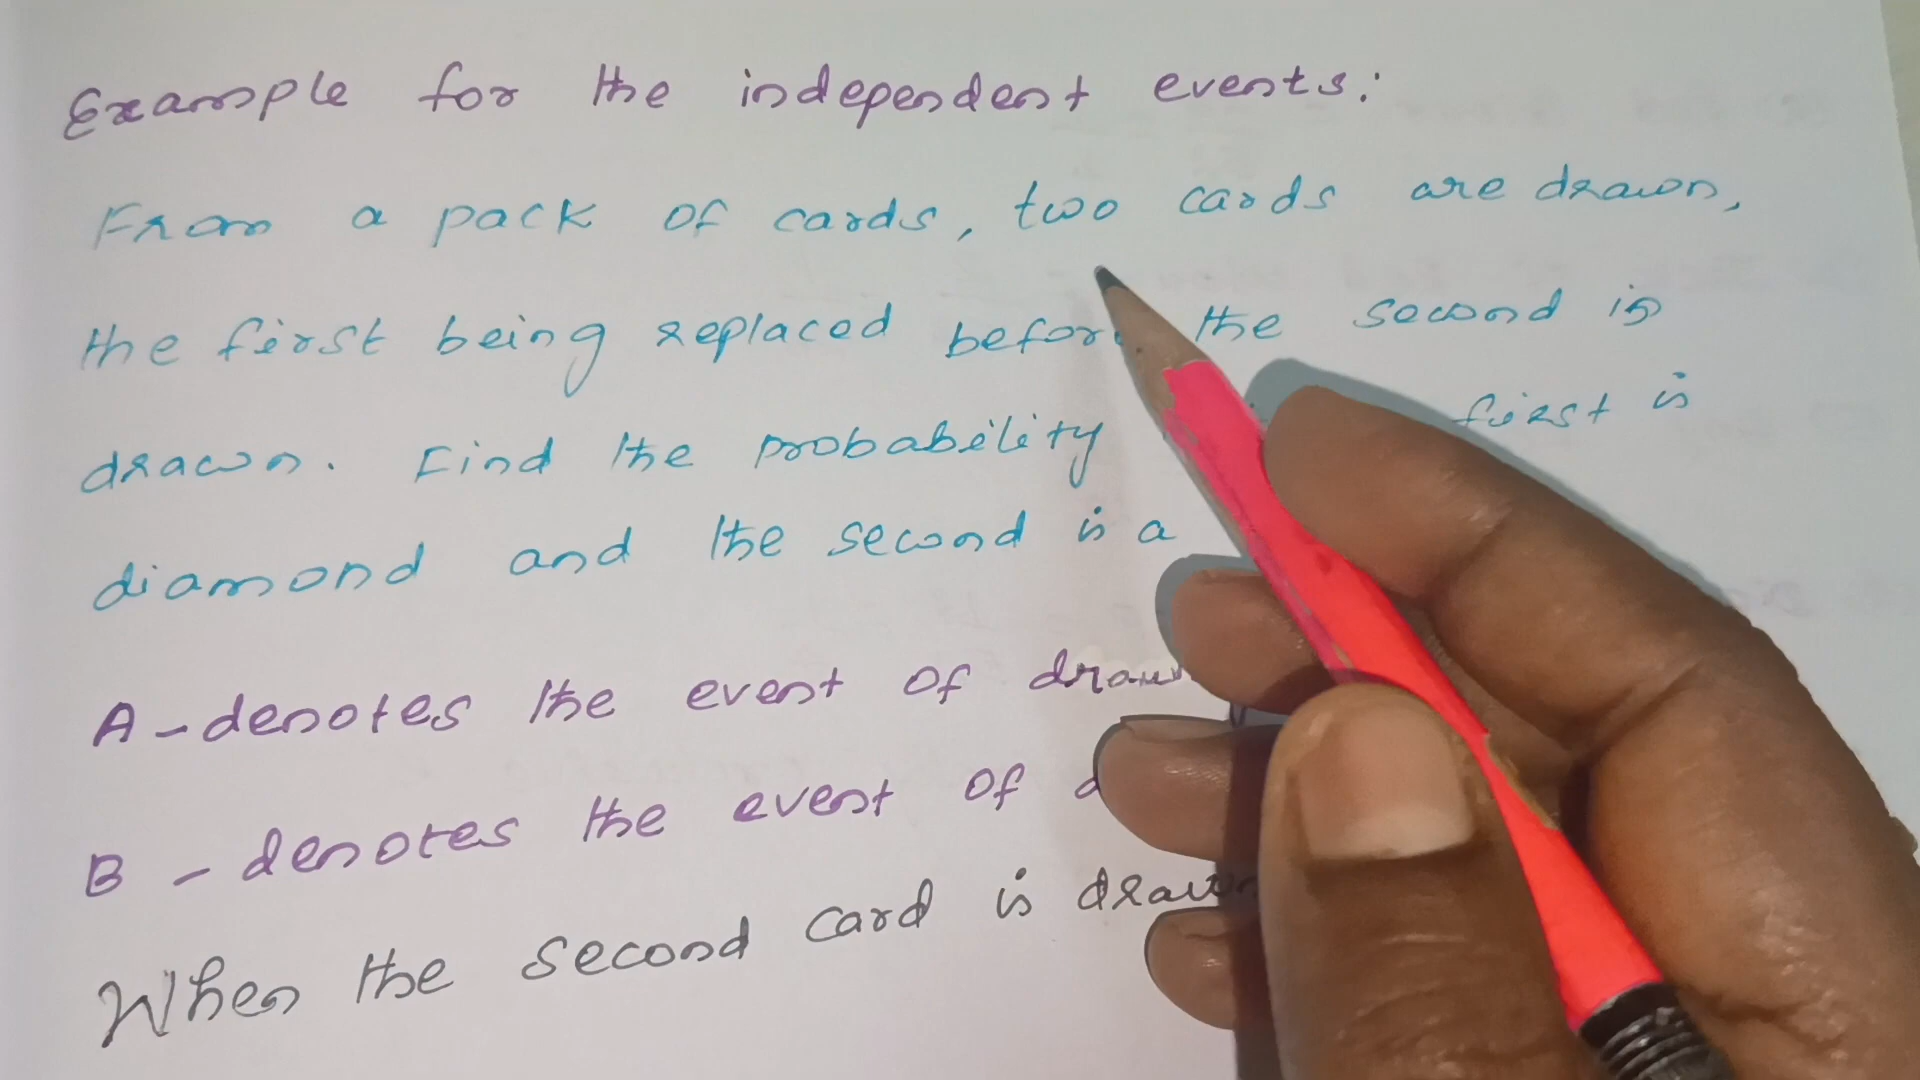 Example for the independent events:
From a pack of cards, two cards are drawn,
the first being replaced before the second is
drawn. Find the probability first is
diamond and the second is a
A - denotes the event of
B - denotes the event of
When the second card is